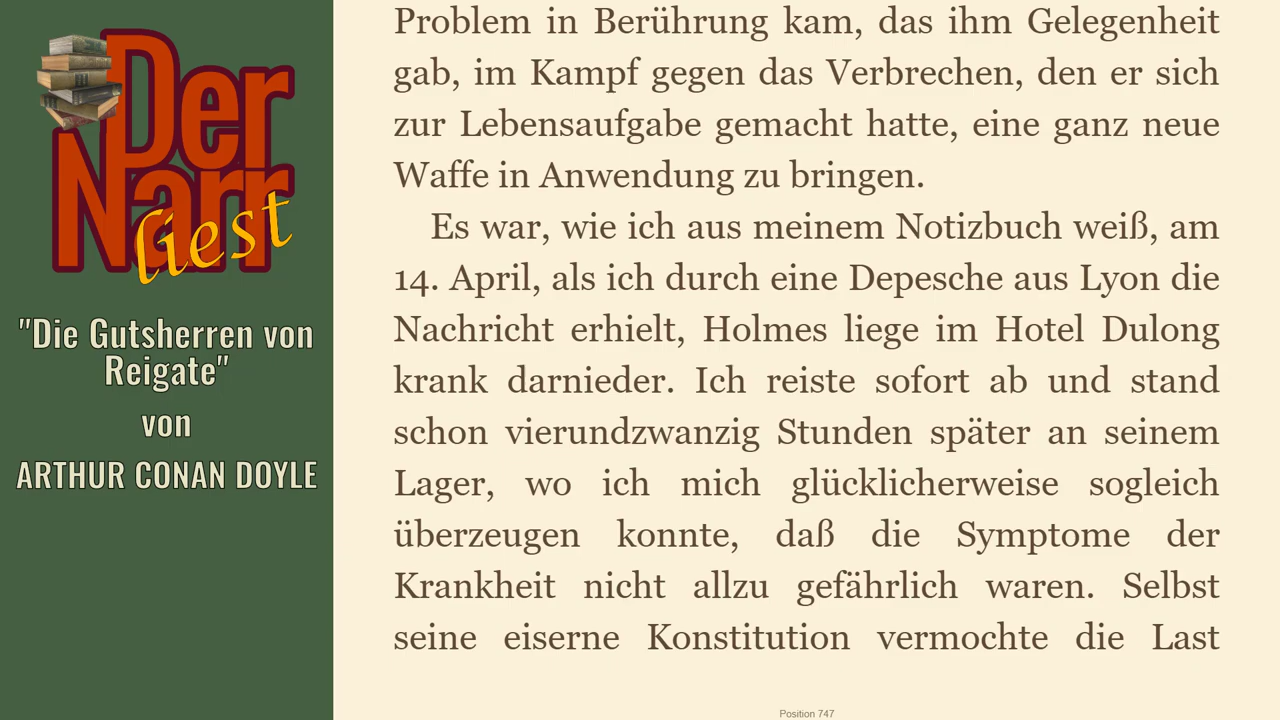 Der
Narr
liest
"Die Gutsherren von
Reigate"
von
ARTHUR CONAN DOYLE
Problem in Berührung kam, das ihm Gelegenheit
gab, im Kampf gegen das Verbrechen, den er sich
zur Lebensaufgabe gemacht hatte, eine ganz neue
Waffe in Anwendung zu bringen.
Es war, wie ich aus meinem Notizbuch weiß, am
14. April, als ich durch eine Depesche aus Lyon die
Nachricht erhielt, Holmes liege im Hotel Dulong
krank darnieder. Ich reiste sofort ab und stand
schon vierundzwanzig Stunden später an seinem
Lager, wo ich mich glücklicherweise sogleich
überzeugen konnte, daß die Symptome der
Krankheit nicht allzu gefährlich waren. Selbst
seine eiserne Konstitution vermochte die Last
Position 747